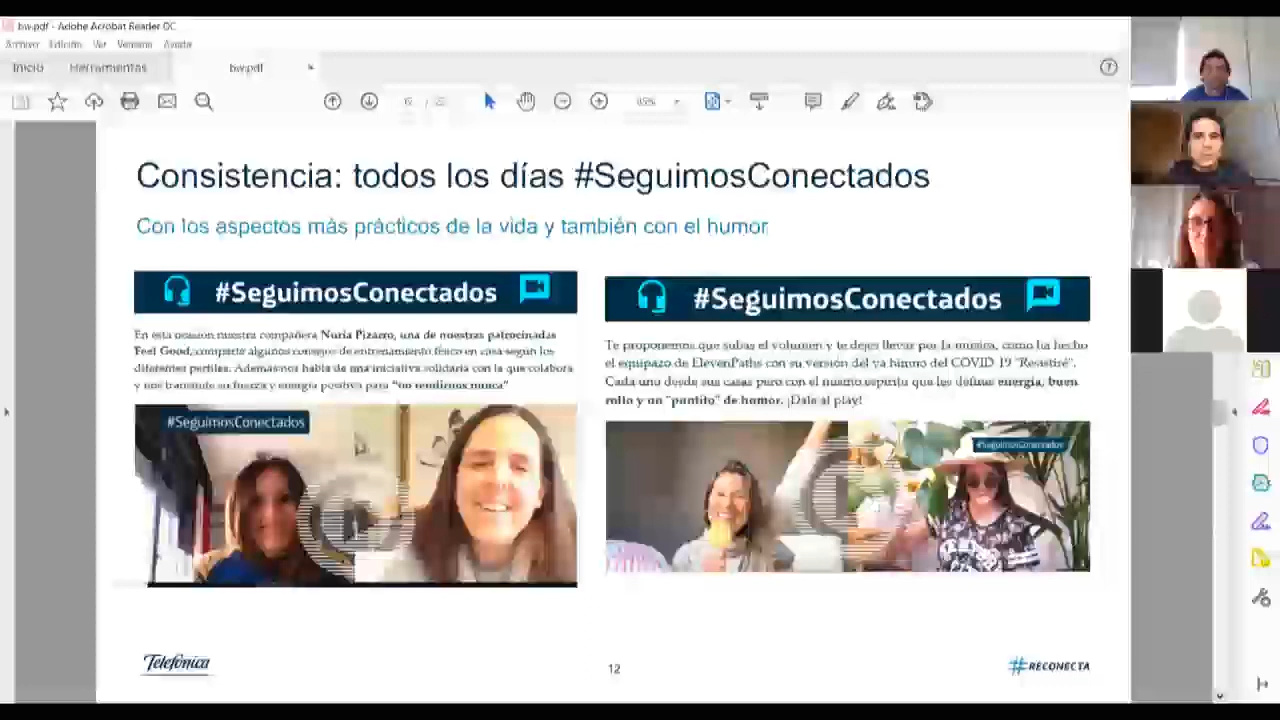 bw.pdf - Adobe Acrobat Reader DC
Archivo Edición Ver Ventana Ayuda
Inicio Herramientas bw.pdf
Consistencia: todos los días #SeguimosConectados
Con los aspectos más prácticos de la vida y también con el humor
#SeguimosConectados
En esta ocasión nuestra compañera Nuria Pizarro, una de nuestras patrocinadas
Feel Good, comparte algunos consejos de entrenamiento físico en casa según los
diferentes perfiles. Además nos habla de una iniciativa solidaria con la que colabora
y nos transmite su fuerza y energía positiva para "no rendirnos nunca"
#SeguimosConectados
#SeguimosConectados
Te proponemos que subas el volumen y te dejes llevar por la música, como ha hecho
el equipazo de ElevenPaths con su versión del ya himno del COVID 19 "Resistiré".
Cada uno desde sus casas pero con el mismo espíritu que les define: energía, buen
rollo y un "puntito" de humor. ¡Dale al play!
#SeguimosConectados
Telefónica
12
#RECONECTA